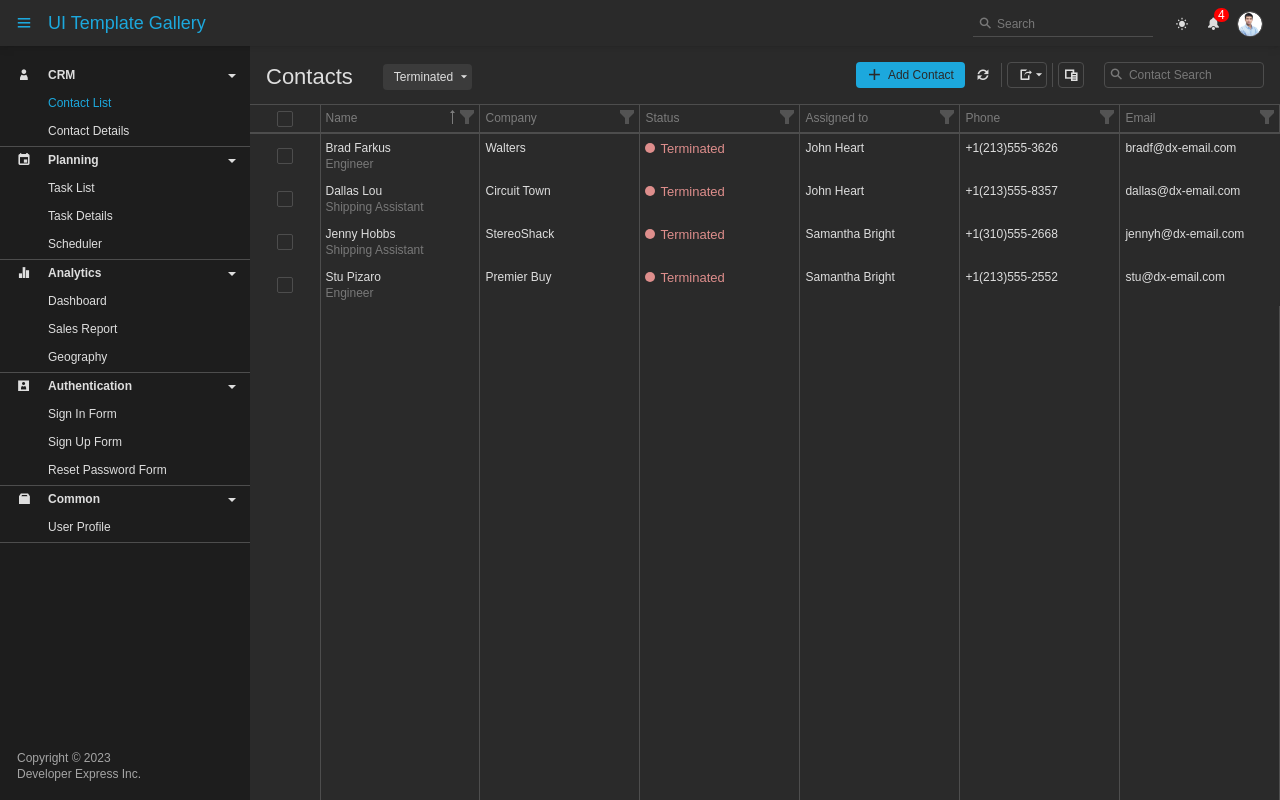 UI Template Gallery
Search
4
CRM
Contact List
Contact Details
Planning
Task List
Task Details
Scheduler
Analytics
Dashboard
Sales Report
Geography
Authentication
Sign In Form
Sign Up Form
Reset Password Form
Common
User Profile
Copyright © 2023
Developer Express Inc.
Contacts
Terminated
Add Contact
Contact Search
Name Company Status Assigned to Phone Email
Brad Farkus Walters Terminated John Heart +1(213)555-3626 bradf@dx-email.com
Engineer
Dallas Lou Circuit Town Terminated John Heart +1(213)555-8357 dallas@dx-email.com
Shipping Assistant
Jenny Hobbs StereoShack Terminated Samantha Bright +1(310)555-2668 jennyh@dx-email.com
Shipping Assistant
Stu Pizaro Premier Buy Terminated Samantha Bright +1(213)555-2552 stu@dx-email.com
Engineer